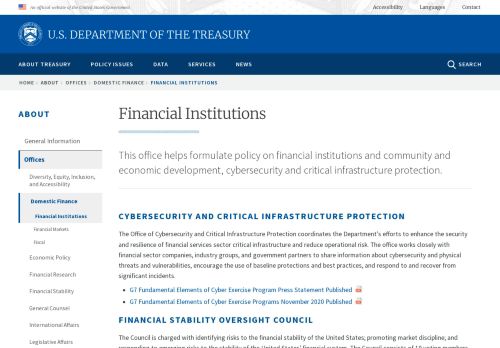 An official website of the United States Government
Accessibility Languages Contact
U.S. DEPARTMENT OF THE TREASURY
ABOUT TREASURY POLICY ISSUES DATA SERVICES NEWS SEARCH
HOME › ABOUT › OFFICES › DOMESTIC FINANCE › FINANCIAL INSTITUTIONS
ABOUT
General Information
Offices
Diversity, Equity, Inclusion,
and Accessibility
Domestic Finance
Financial Institutions
Financial Markets
Fiscal
Economic Policy
Financial Research
Financial Stability
General Counsel
International Affairs
Legislative Affairs
Financial Institutions
This office helps formulate policy on financial institutions and community and
economic development, cybersecurity and critical infrastructure protection.
CYBERSECURITY AND CRITICAL INFRASTRUCTURE PROTECTION
The Office of Cybersecurity and Critical Infrastructure Protection coordinates the Department's efforts to enhance the security
and resilience of financial services sector critical infrastructure and reduce operational risk. The office works closely with
financial sector companies, industry groups, and government partners to share information about cybersecurity and physical
threats and vulnerabilities, encourage the use of baseline protections and best practices, and respond to and recover from
significant incidents.
G7 Fundamental Elements of Cyber Exercise Program Press Statement Published
G7 Fundamental Elements of Cyber Exercise Programs November 2020 Published
FINANCIAL STABILITY OVERSIGHT COUNCIL
The Council is charged with identifying risks to the financial stability of the United States; promoting market discipline; and